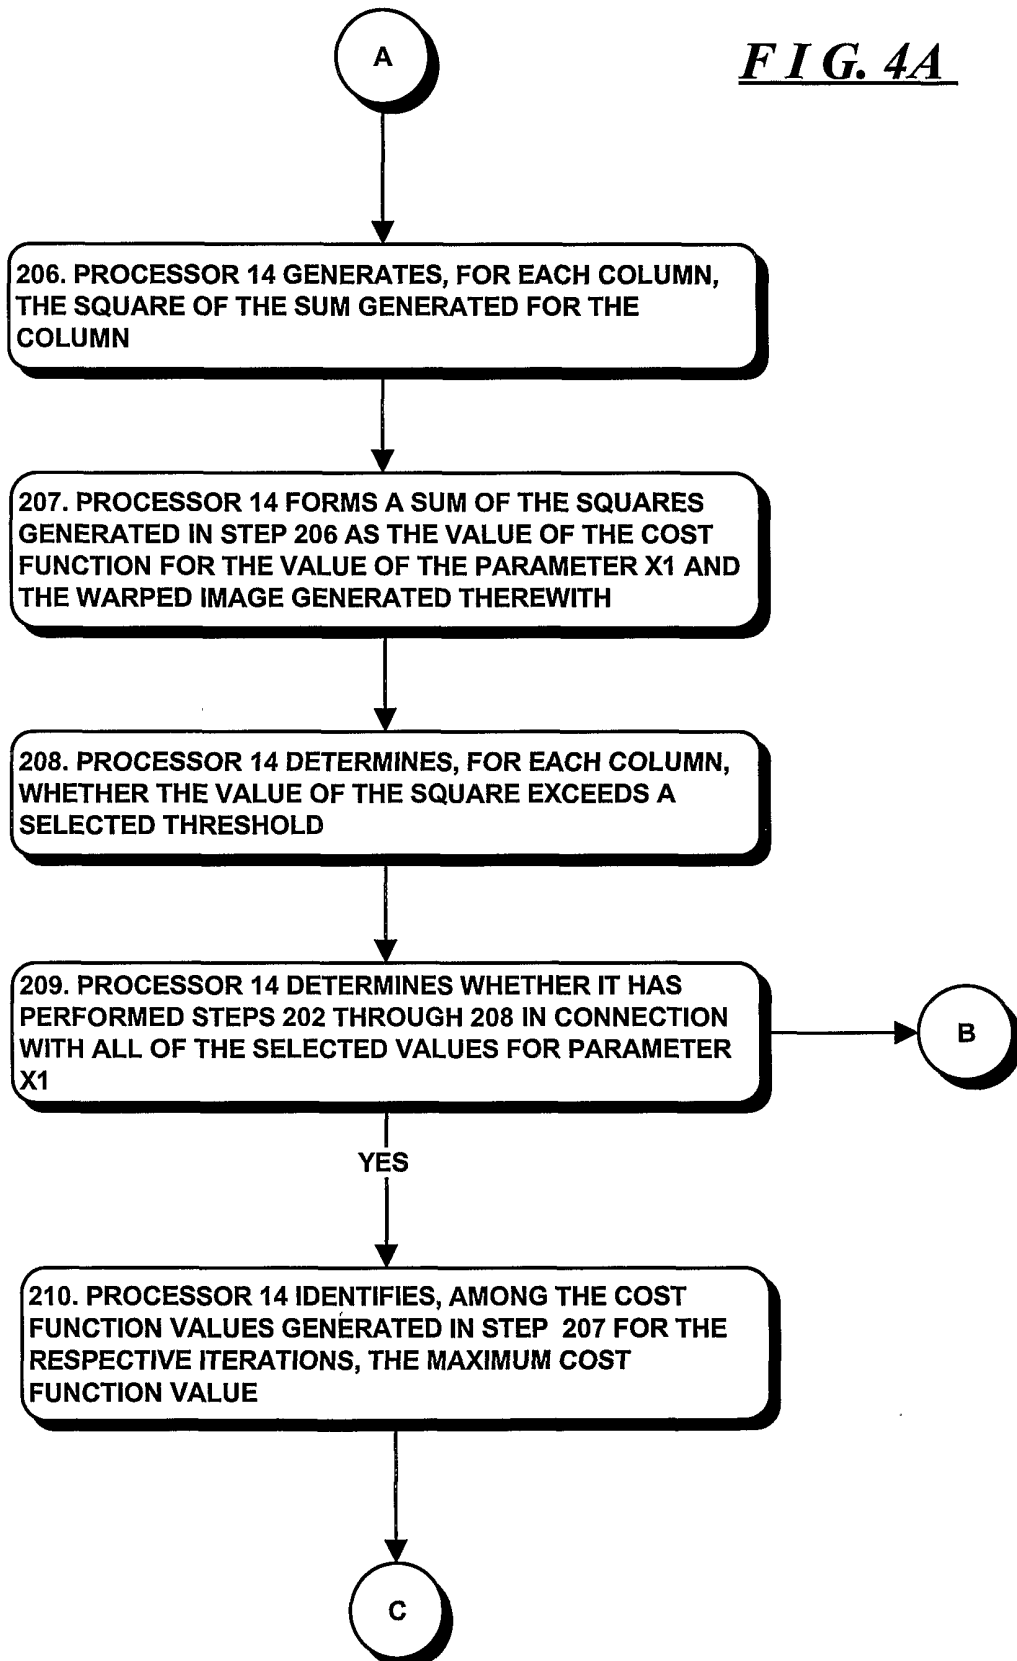 A
F I G. 4A
206. PROCESSOR 14 GENERATES, FOR EACH COLUMN,
THE SQUARE OF THE SUM GENERATED FOR THE
COLUMN
207. PROCESSOR 14 FORMS A SUM OF THE SQUARES
GENERATED IN STEP 206 AS THE VALUE OF THE COST
FUNCTION FOR THE VALUE OF THE PARAMETER X1 AND
THE WARPED IMAGE GENERATED THEREWITH
208. PROCESSOR 14 DETERMINES, FOR EACH COLUMN,
WHETHER THE VALUE OF THE SQUARE EXCEEDS A
SELECTED THRESHOLD
209. PROCESSOR 14 DETERMINES WHETHER IT HAS
PERFORMED STEPS 202 THROUGH 208 IN CONNECTION
WITH ALL OF THE SELECTED VALUES FOR PARAMETER
X1
B
YES
210. PROCESSOR 14 IDENTIFIES, AMONG THE COST
FUNCTION VALUES GENERATED IN STEP 207 FOR THE
RESPECTIVE ITERATIONS, THE MAXIMUM COST
FUNCTION VALUE
C